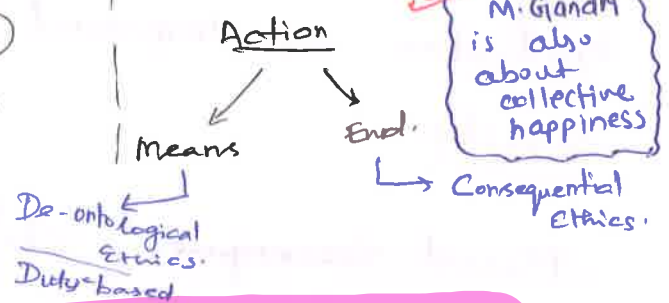 Action
M. Gandhi
is also
about
collective
happiness
Means
End.
De-ontological
Ethics.
Duty-based
Consequential
Ethics.